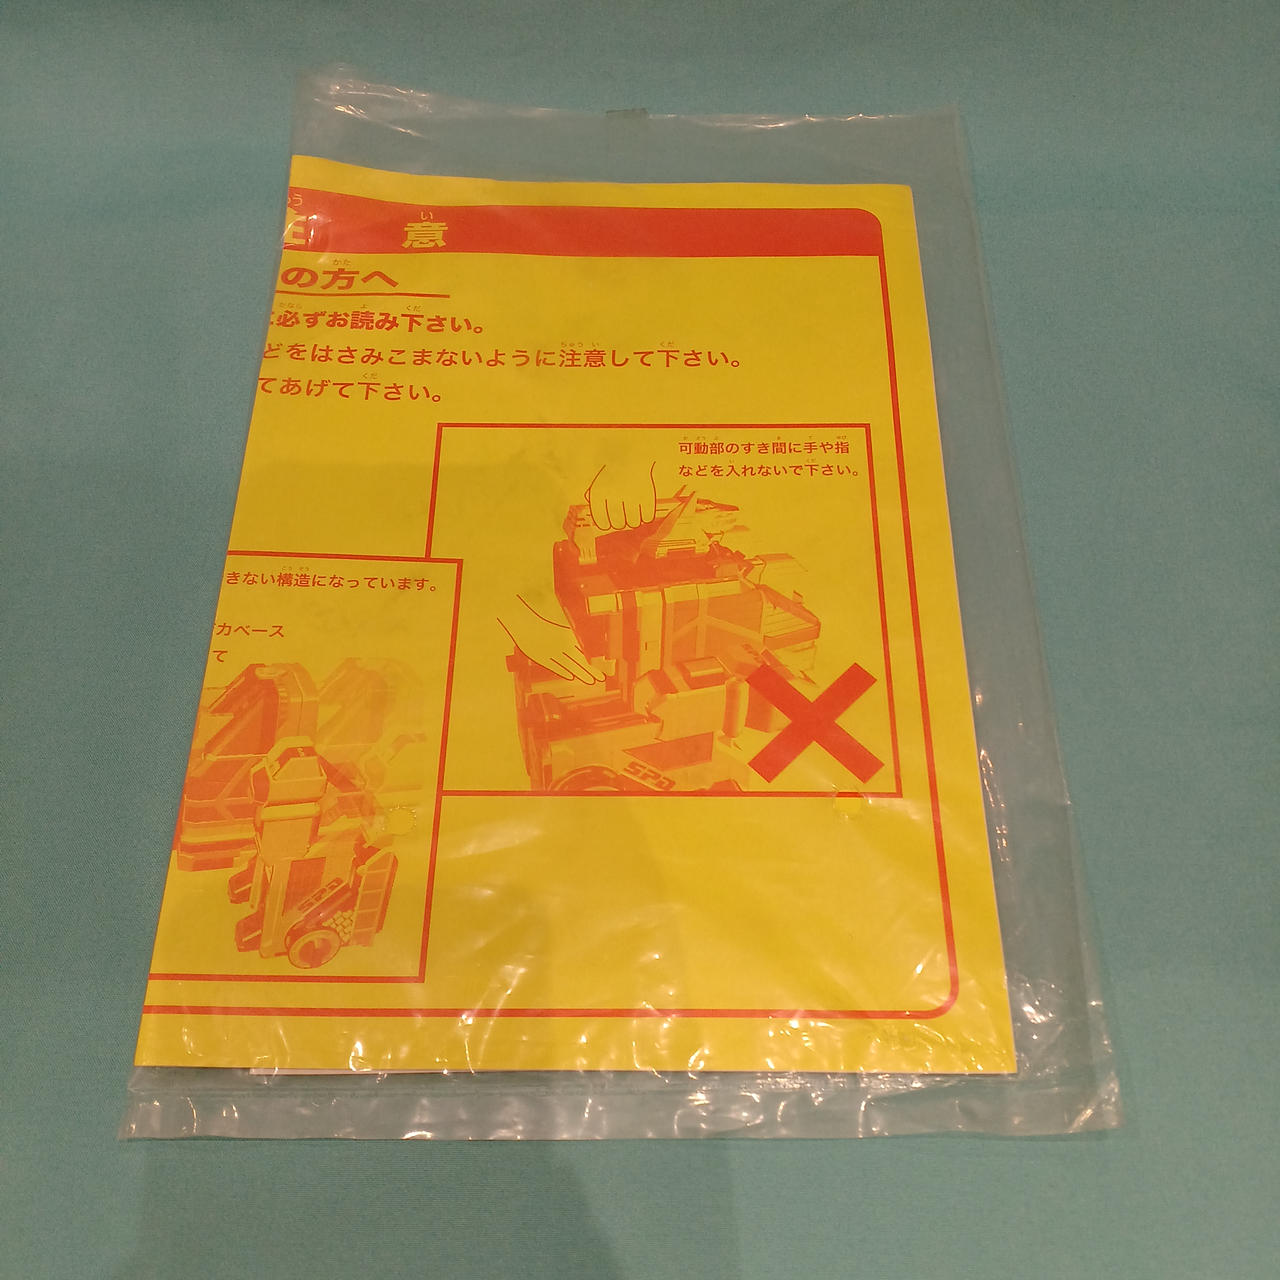 意
の方へ
必ずお読み下さい。
どをはさみこまないように注意して下さい。
てあげて下さい。
可動部のすき間に手や指
などを入れないで下さい。
きない構造になっています。
カベース
て
SPD
SPD